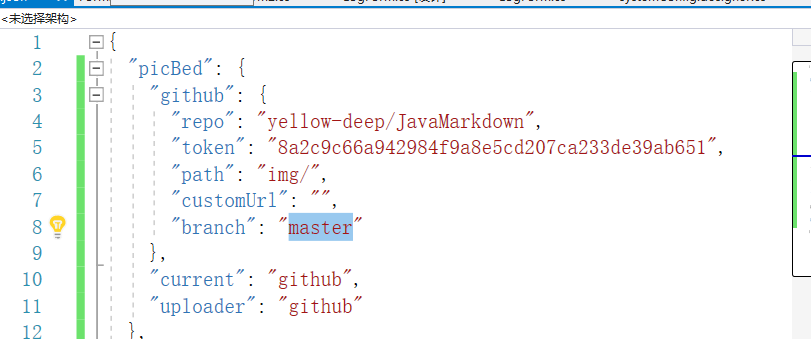 <未选择架构>
1 {
2 "picBed": {
3 "github": {
4 "repo": "yellow-deep/JavaMarkdown",
5 "token": "8a2c9c66a942984f9a8e5cd207ca233de39ab651",
6 "path": "img/",
7 "customUrl": "",
8 "branch": "master"
9 },
10 "current": "github",
11 "uploader": "github"
12 },